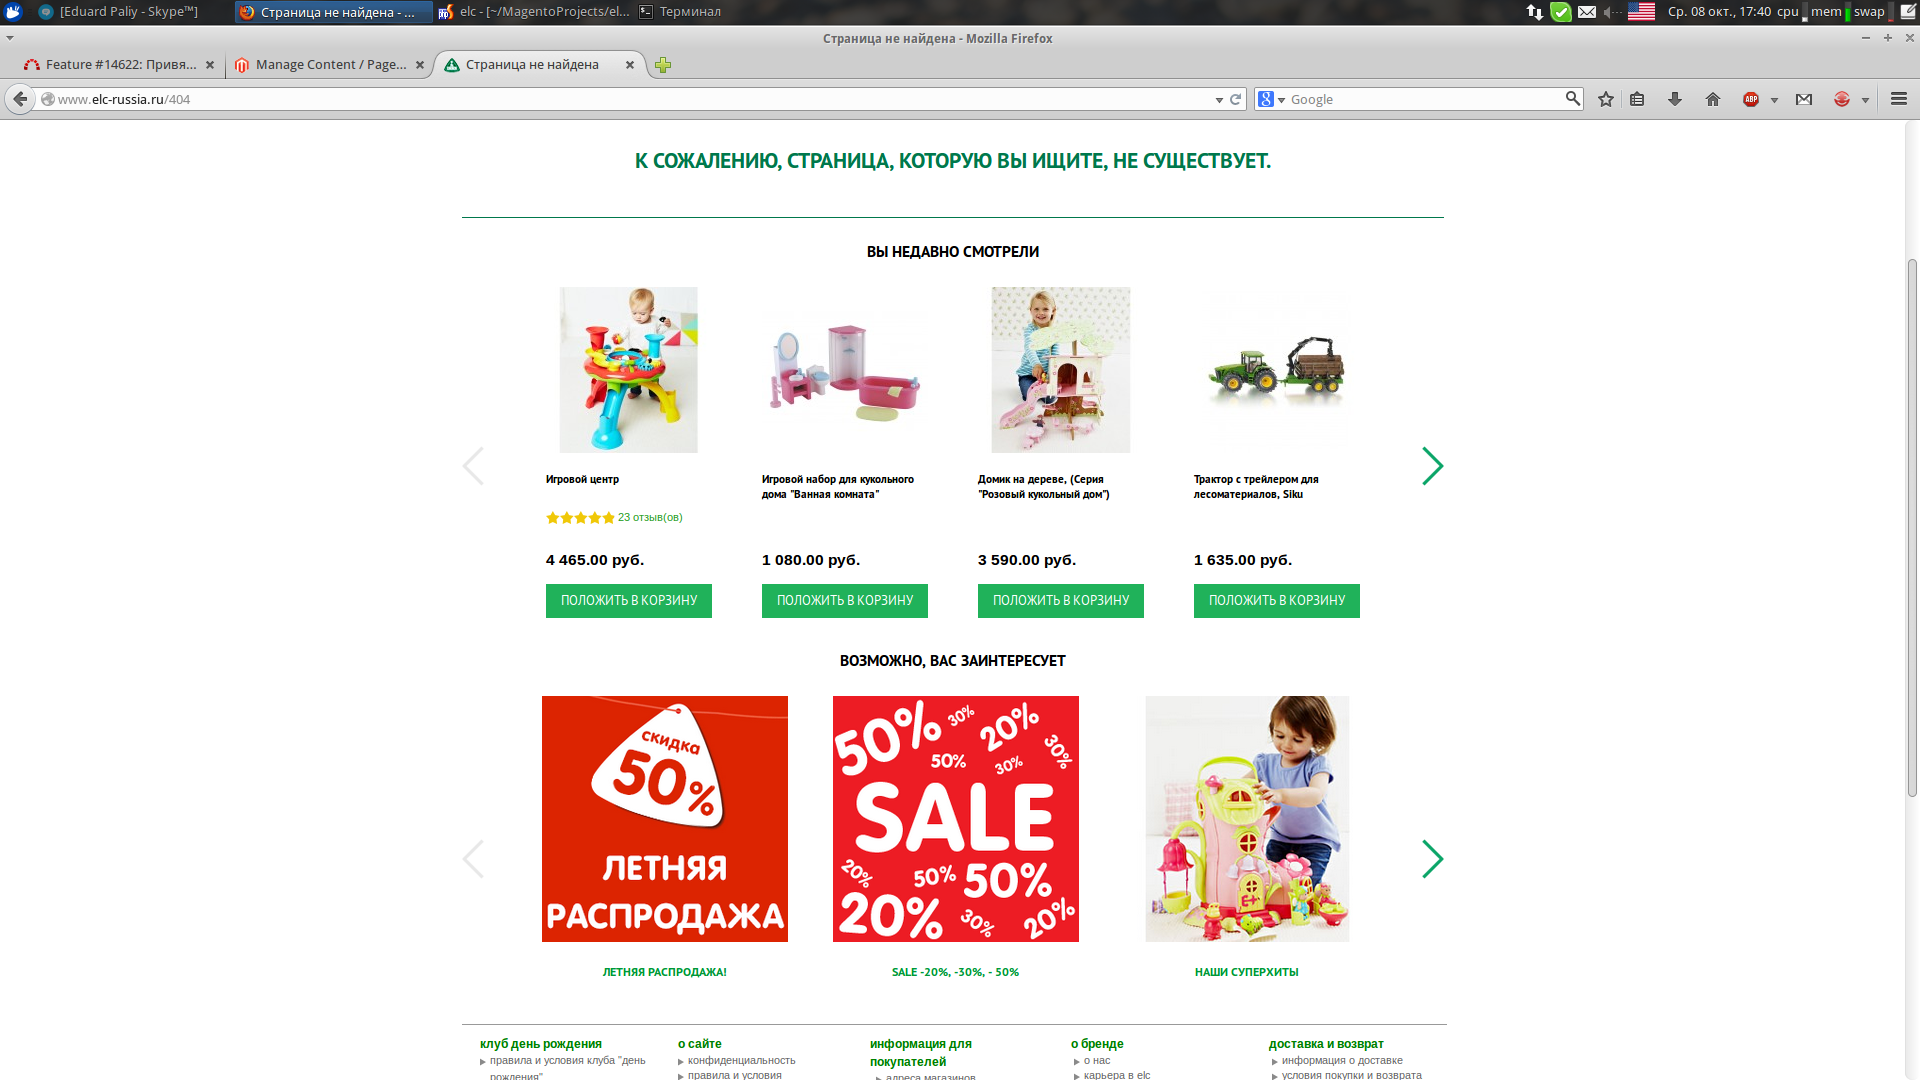 [Eduard Paliy - Skype™]
Страница не найдена - ...
elc - [~/MagentoProjects/el...
Терминал
Ср. 08 окт., 17:40 cpu mem swap
Страница не найдена - Mozilla Firefox
Feature #14622: Привя...
Manage Content / Page...
Страница не найдена
www.elc-russia.ru/404
Google
К СОЖАЛЕНИЮ, СТРАНИЦА, КОТОРУЮ ВЫ ИЩИТЕ, НЕ СУЩЕСТВУЕТ.
ВЫ НЕДАВНО СМОТРЕЛИ
Игровой центр
23 отзыв(ов)
4 465.00 руб.
ПОЛОЖИТЬ В КОРЗИНУ
Игровой набор для кукольного
дома "Ванная комната"
1 080.00 руб.
ПОЛОЖИТЬ В КОРЗИНУ
Домик на дереве, (Серия
"Розовый кукольный дом")
3 590.00 руб.
ПОЛОЖИТЬ В КОРЗИНУ
Трактор с трейлером для
лесоматериалов, Siku
1 635.00 руб.
ПОЛОЖИТЬ В КОРЗИНУ
ВОЗМОЖНО, ВАС ЗАИНТЕРЕСУЕТ
скидка
50%
ЛЕТНЯЯ
РАСПРОДАЖА
50% 30% 20%
50% 30% 30%
SALE
20% 50% 50%
20% 30% 20%
ЛЕТНЯЯ РАСПРОДАЖА!
SALE -20%, -30%, - 50%
НАШИ СУПЕРХИТЫ
клуб день рождения
правила и условия клуба "день
рождения"
о сайте
конфиденциальность
правила и условия
информация для
покупателей
адреса магазинов
о бренде
о нас
карьера в elc
доставка и возврат
информация о доставке
условия покупки и возврата